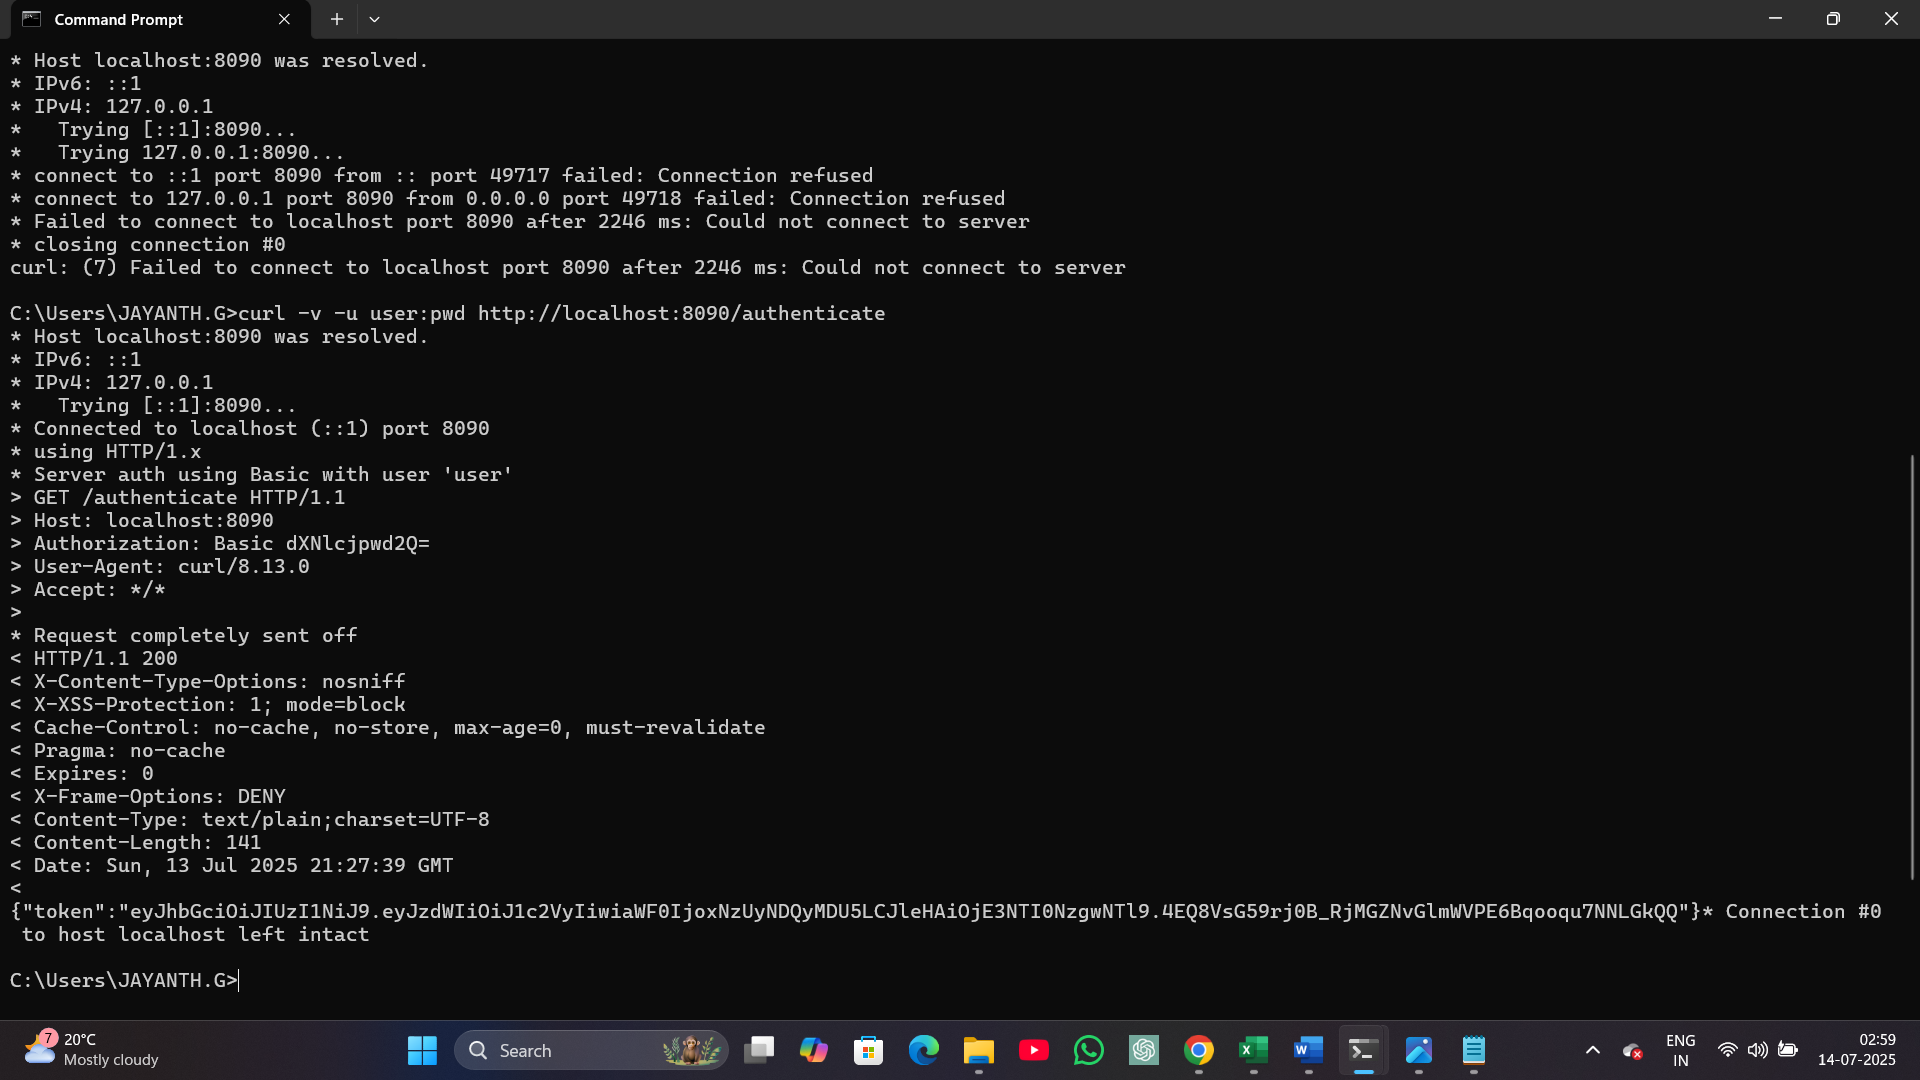 Command Prompt
* Host localhost:8090 was resolved.
* IPv6: ::1
* IPv4: 127.0.0.1
*   Trying [::1]:8090...
*   Trying 127.0.0.1:8090...
* connect to ::1 port 8090 from :: port 49717 failed: Connection refused
* connect to 127.0.0.1 port 8090 from 0.0.0.0 port 49718 failed: Connection refused
* Failed to connect to localhost port 8090 after 2246 ms: Could not connect to server
* closing connection #0
curl: (7) Failed to connect to localhost port 8090 after 2246 ms: Could not connect to server
C:\Users\JAYANTH.G>curl -v -u user:pwd http://localhost:8090/authenticate
* Host localhost:8090 was resolved.
* IPv6: ::1
* IPv4: 127.0.0.1
*   Trying [::1]:8090...
* Connected to localhost (::1) port 8090
* using HTTP/1.x
* Server auth using Basic with user 'user'
> GET /authenticate HTTP/1.1
> Host: localhost:8090
> Authorization: Basic dXNlcjpwd2Q=
> User-Agent: curl/8.13.0
> Accept: */*
>
* Request completely sent off
< HTTP/1.1 200
< X-Content-Type-Options: nosniff
< X-XSS-Protection: 1; mode=block
< Cache-Control: no-cache, no-store, max-age=0, must-revalidate
< Pragma: no-cache
< Expires: 0
< X-Frame-Options: DENY
< Content-Type: text/plain;charset=UTF-8
< Content-Length: 141
< Date: Sun, 13 Jul 2025 21:27:39 GMT
<
{"token":"eyJhbGciOiJIUzI1NiJ9.eyJzdWIiOiJ1c2VyIiwiaWF0IjoxNzUyNDQyMDU5LCJleHAiOjE3NTI0NzgwNTl9.4EQ8VsG59rj0B_RjMGZNvGlmWVPE6Bqooqu7NNLGkQQ"}* Connection #0
to host localhost left intact
C:\Users\JAYANTH.G>
7
20°C
Mostly cloudy
Search
ENG
IN
02:59
14-07-2025